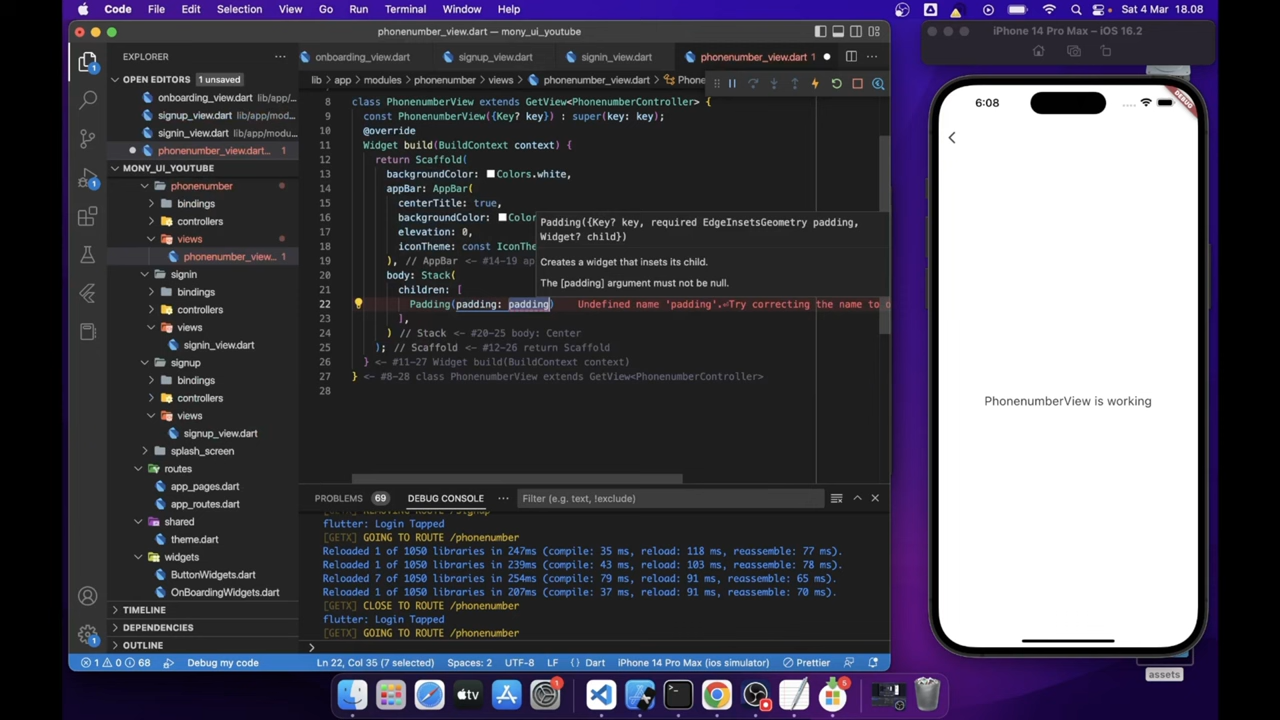 Code File Edit Selection View Go Run Terminal Window Help Sat 4 Mar 18.08
phonenumber_view.dart — mony_ui_youtube
iPhone 14 Pro Max – iOS 16.2
EXPLORER
onboarding_view.dart signup_view.dart signin_view.dart phonenumber_view.dart 1
lib > app > modules > phonenumber > views > phonenumber_view.dart > Phone
OPEN EDITORS 1 unsaved
onboarding_view.dart lib/app/...
signup_view.dart lib/app/mod...
signin_view.dart lib/app/modu...
phonenumber_view.dart... 1
MONY_UI_YOUTUBE
phonenumber
bindings
controllers
views
phonenumber_view... 1
signin
bindings
controllers
views
signin_view.dart
signup
bindings
controllers
views
signup_view.dart
splash_screen
routes
app_pages.dart
app_routes.dart
shared
theme.dart
widgets
ButtonWidgets.dart
OnBoardingWidgets.dart
TIMELINE
DEPENDENCIES
OUTLINE
8 class PhonenumberView extends GetView<PhonenumberController> {
9 const PhonenumberView({Key? key}) : super(key: key);
10 @override
11 Widget build(BuildContext context) {
12 return Scaffold(
13 backgroundColor: Colors.white,
14 appBar: AppBar(
15 centerTitle: true,
16 backgroundColor: Color
17 elevation: 0,
18 iconTheme: const IconThe
19 ), // AppBar <- #14-19 ap
20 body: Stack(
21 children: [
22 Padding(padding: padding) Undefined name 'padding'.⏎Try correcting the name to o
23 ],
24 ) // Stack <- #20-25 body: Center
25 ); // Scaffold <- #12-26 return Scaffold
26 } <- #11-27 Widget build(BuildContext context)
27 } <- #8-28 class PhonenumberView extends GetView<PhonenumberController>
28
Padding({Key? key, required EdgeInsetsGeometry padding,
Widget? child})
Creates a widget that insets its child.
The [padding] argument must not be null.
PROBLEMS 69 DEBUG CONSOLE ... Filter (e.g. text, !exclude)
[GETX] REMOVING ROUTE /signup
flutter: Login Tapped
[GETX] GOING TO ROUTE /phonenumber
Reloaded 1 of 1050 libraries in 247ms (compile: 35 ms, reload: 118 ms, reassemble: 77 ms).
Reloaded 1 of 1050 libraries in 239ms (compile: 43 ms, reload: 103 ms, reassemble: 78 ms).
Reloaded 7 of 1050 libraries in 254ms (compile: 79 ms, reload: 91 ms, reassemble: 65 ms).
Reloaded 1 of 1050 libraries in 207ms (compile: 37 ms, reload: 91 ms, reassemble: 70 ms).
[GETX] CLOSE TO ROUTE /phonenumber
flutter: Login Tapped
[GETX] GOING TO ROUTE /phonenumber
1 0 68 Debug my code Ln 22, Col 35 (7 selected) Spaces: 2 UTF-8 LF {} Dart iPhone 14 Pro Max (ios simulator) Prettier
6:08
DEBUG
PhonenumberView is working
assets
tv
1
5